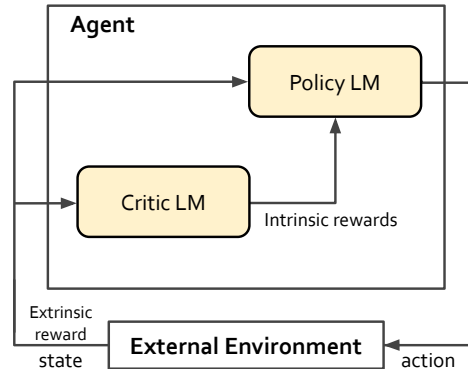 Agent
Policy LM
Critic LM
Intrinsic rewards
Extrinsic
reward
state
External Environment
action